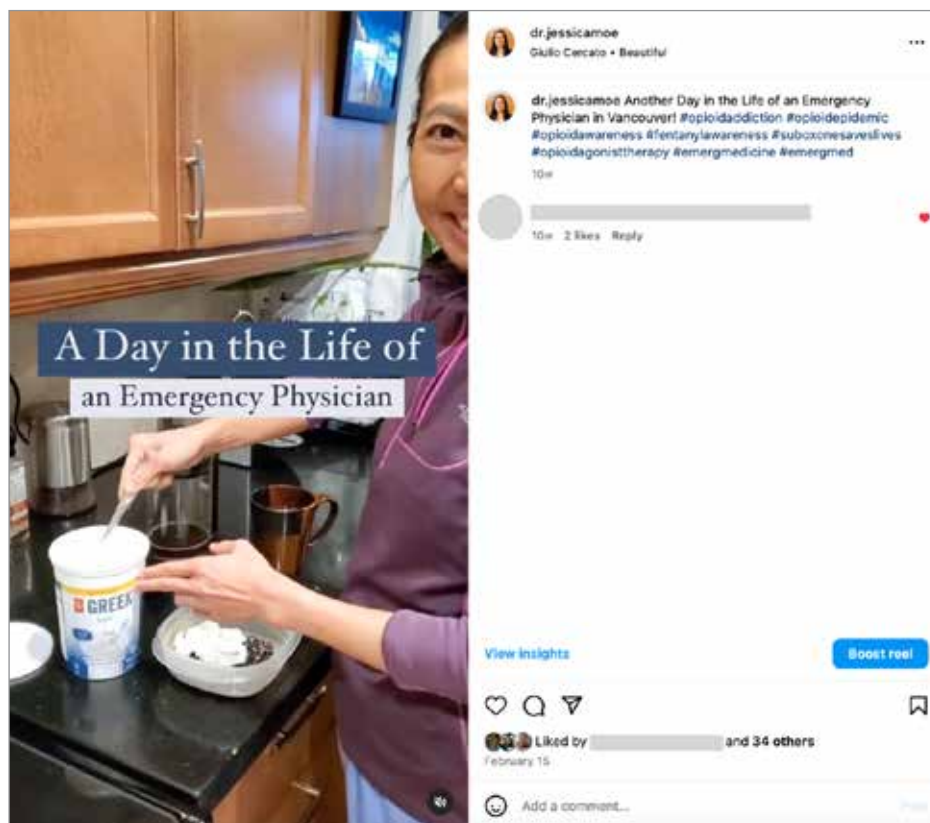 A Day in the Life of
an Emergency Physician
GREEK
dr.jessicamoe
Giulio Cercato • Beautiful
dr.jessicamoe Another Day in the Life of an Emergency
Physician in Vancouver! #opioidaddiction #opioidepidemic
#opioidawareness #fentanylawareness #suboxonesaveslives
#opioidagonisttherapy #emergmedicine #emergmed
10w
10w 2 likes Reply
View insights
Boost reel
Liked by
and 34 others
February 15
Add a comment...
Post